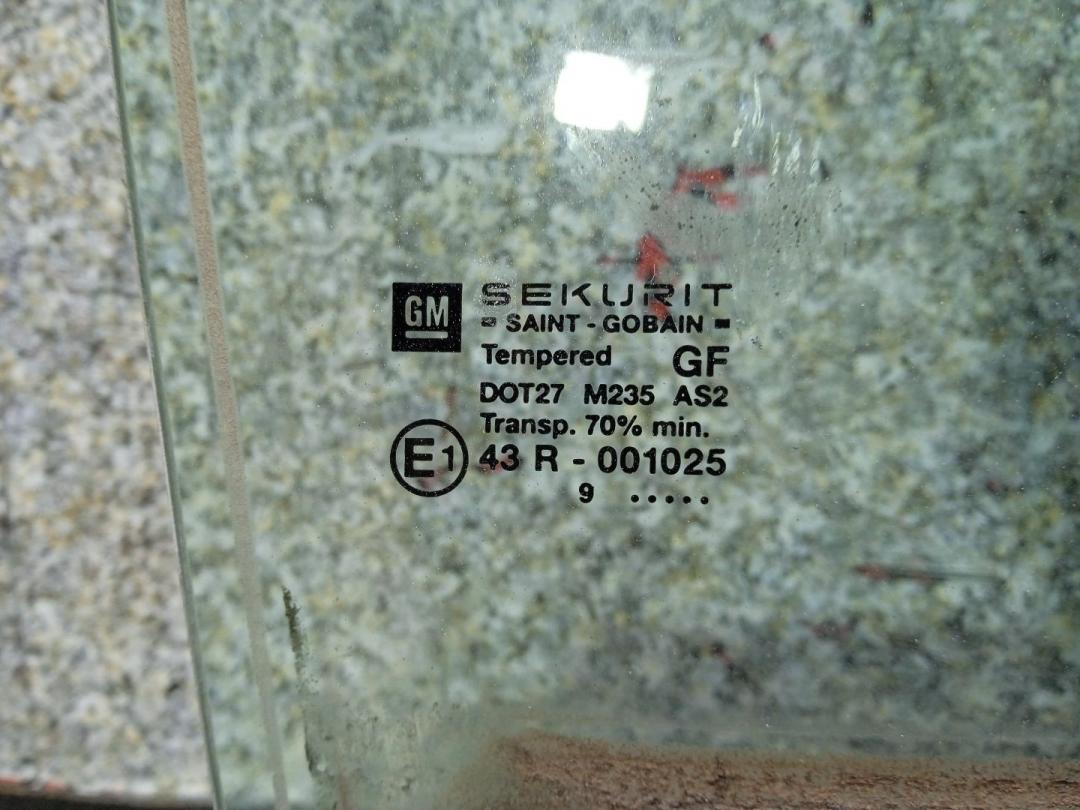 GM SEKURIT
SAINT - GOBAIN
Tempered GF
DOT27 M235 AS2
Transp. 70% min.
E1 43 R - 001025
9 .....